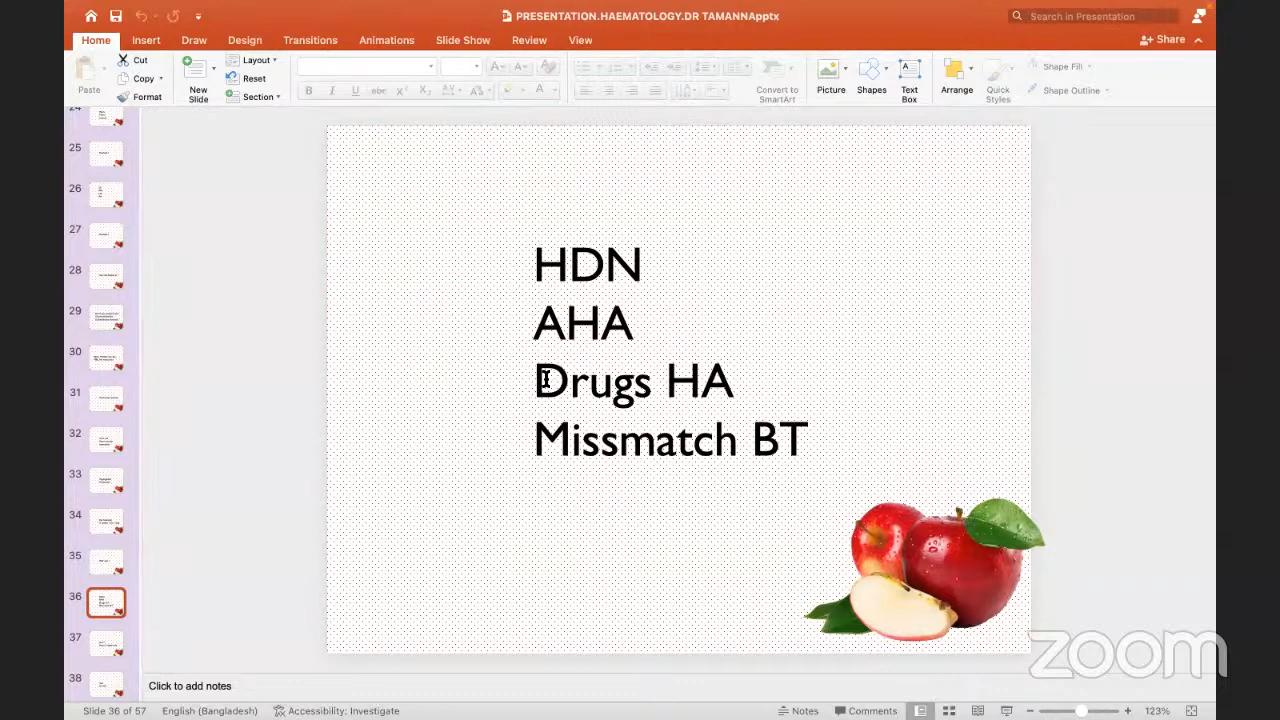 PRESENTATION.HAEMATOLOGY.DR TAMANNApptx
Search in Presentation
Home Insert Draw Design Transitions Animations Slide Show Review View
Share
Paste
Cut
Copy
Format
New Slide
Layout
Reset
Section
Convert to SmartArt
Picture
Shapes
Text Box
Arrange
Quick Styles
Shape Fill
Shape Outline
24
25
26
27
28
29
30
31
32
33
34
35
36
37
38
HDN
AHA
Drugs HA
Missmatch BT
zoom
Click to add notes
Slide 36 of 57 English (Bangladesh) Accessibility: Investigate Notes Comments 123%